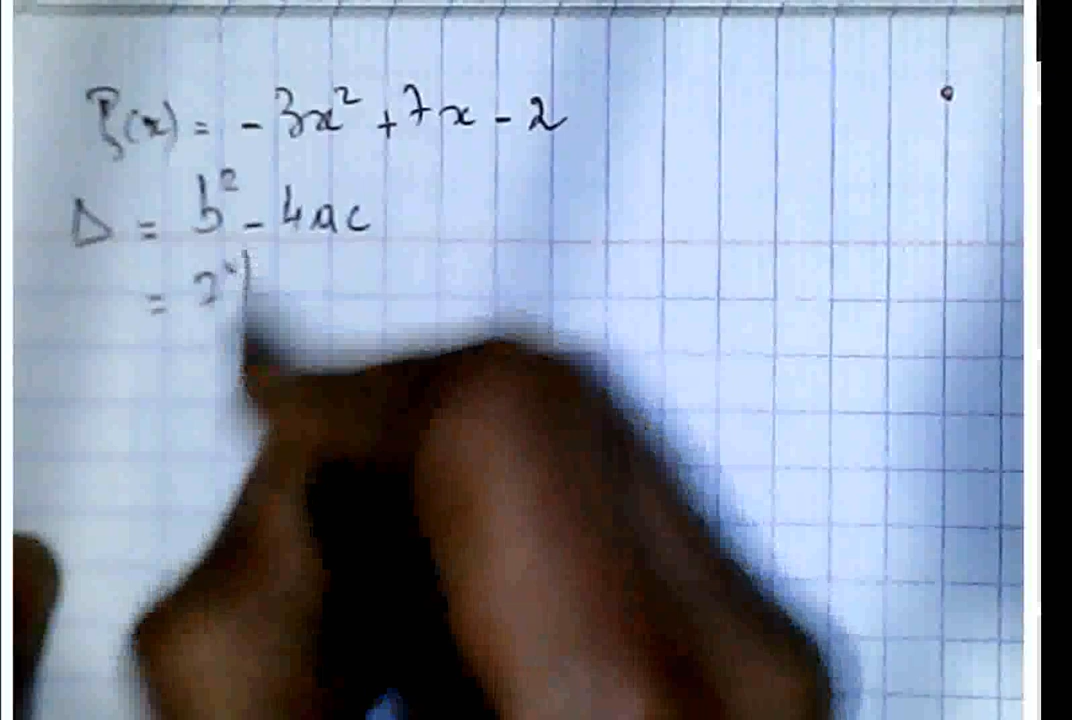 P(x) = - 3x² + 7x - 2
Δ = b² - 4ac
=